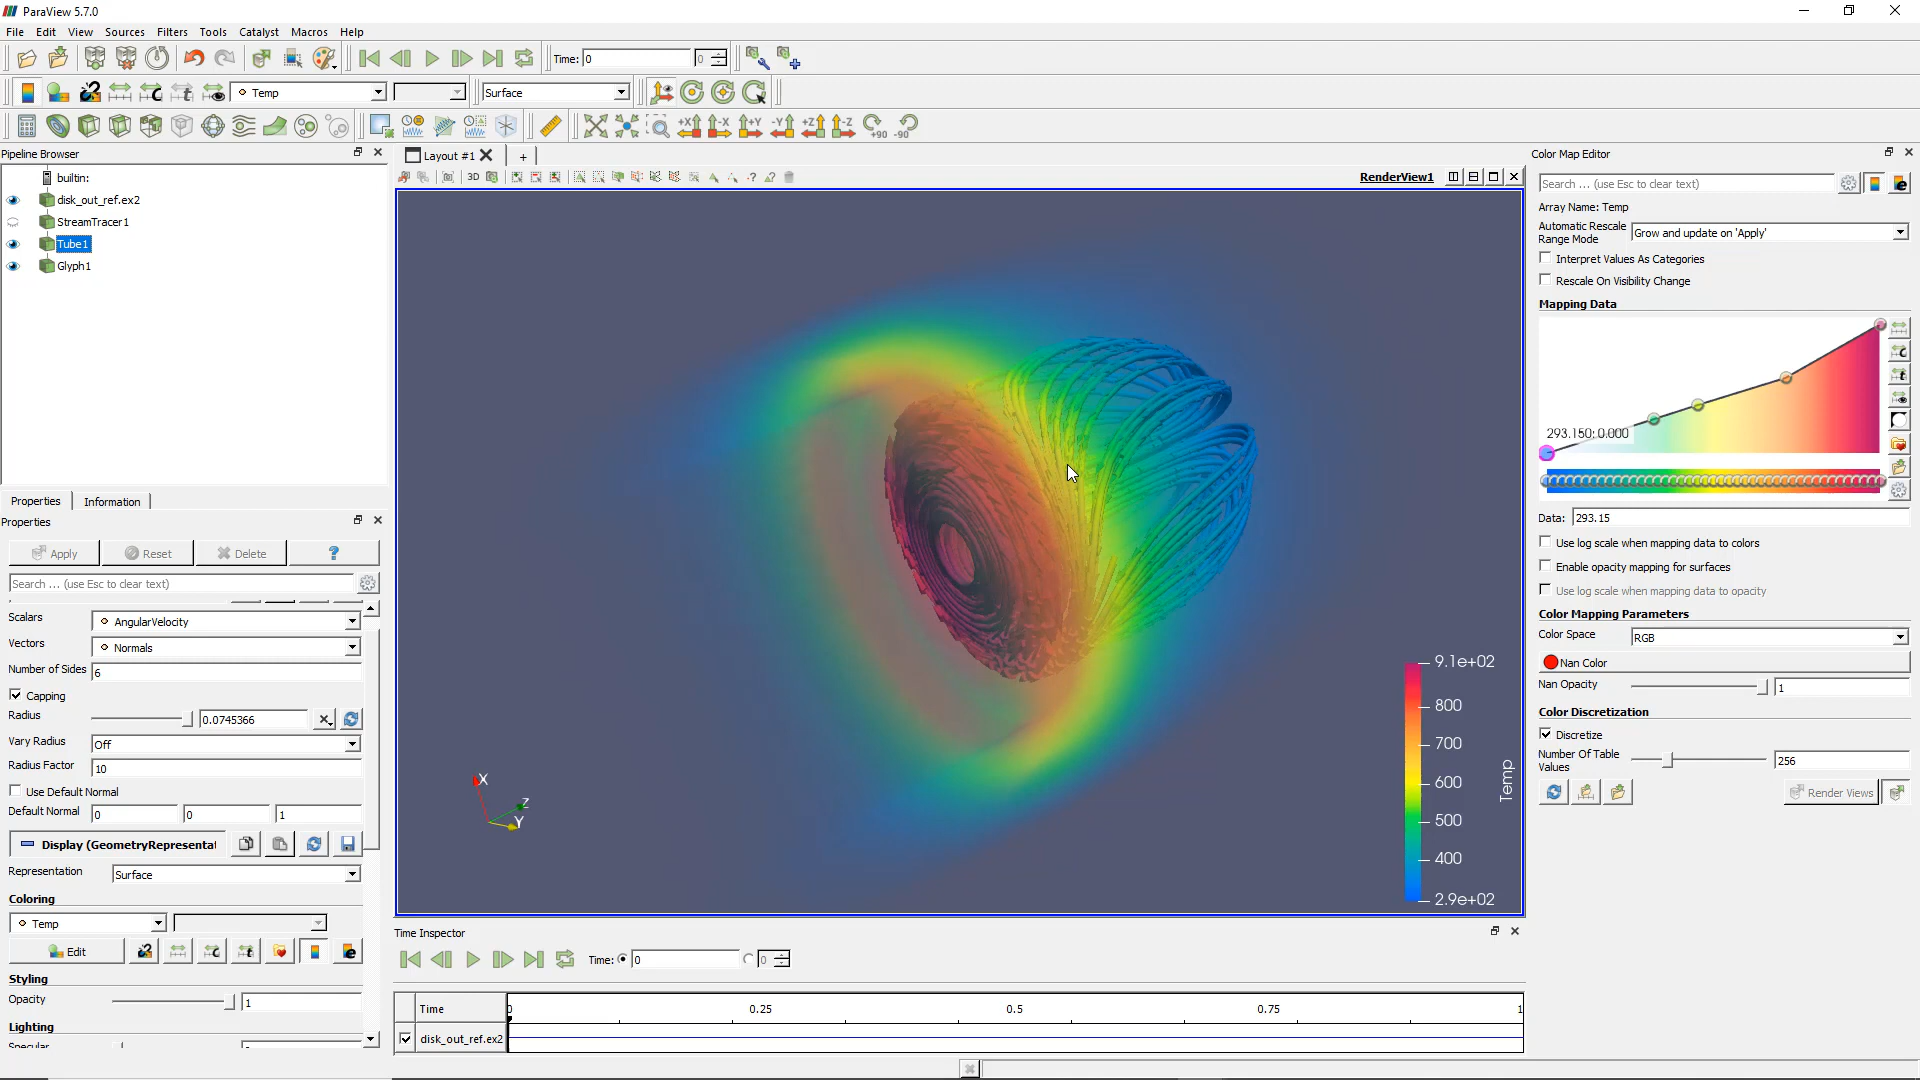 ParaView 5.7.0
File Edit View Sources Filters Tools Catalyst Macros Help
Time: 0 0
Temp Surface
+X -X +Y -Y +Z -Z +90 -90
Pipeline Browser
builtin:
disk_out_ref.ex2
StreamTracer1
Tube1
Glyph1
Properties Information
Properties
Apply Reset Delete ?
Search ... (use Esc to clear text)
Scalars AngularVelocity
Vectors Normals
Number of Sides 6
Capping
Radius 0.0745366
Vary Radius Off
Radius Factor 10
Use Default Normal
Default Normal 0 0 1
Display (GeometryRepresentat
Representation Surface
Coloring
Temp
Edit
Styling
Opacity 1
Lighting
Specular
Layout #1 +
3D
RenderView1
X
Z
Y
9.1e+02
800
700
600
500
400
2.9e+02
Temp
Time Inspector
Time: 0 0
Time 0 0.25 0.5 0.75 1
disk_out_ref.ex2
Color Map Editor
Search ... (use Esc to clear text)
Array Name: Temp
Automatic Rescale
Range Mode
Grow and update on 'Apply'
Interpret Values As Categories
Rescale On Visibility Change
Mapping Data
293.150; 0.000
Data: 293.15
Use log scale when mapping data to colors
Enable opacity mapping for surfaces
Use log scale when mapping data to opacity
Color Mapping Parameters
Color Space RGB
Nan Color
Nan Opacity 1
Color Discretization
Discretize
Number Of Table
Values
256
Render Views